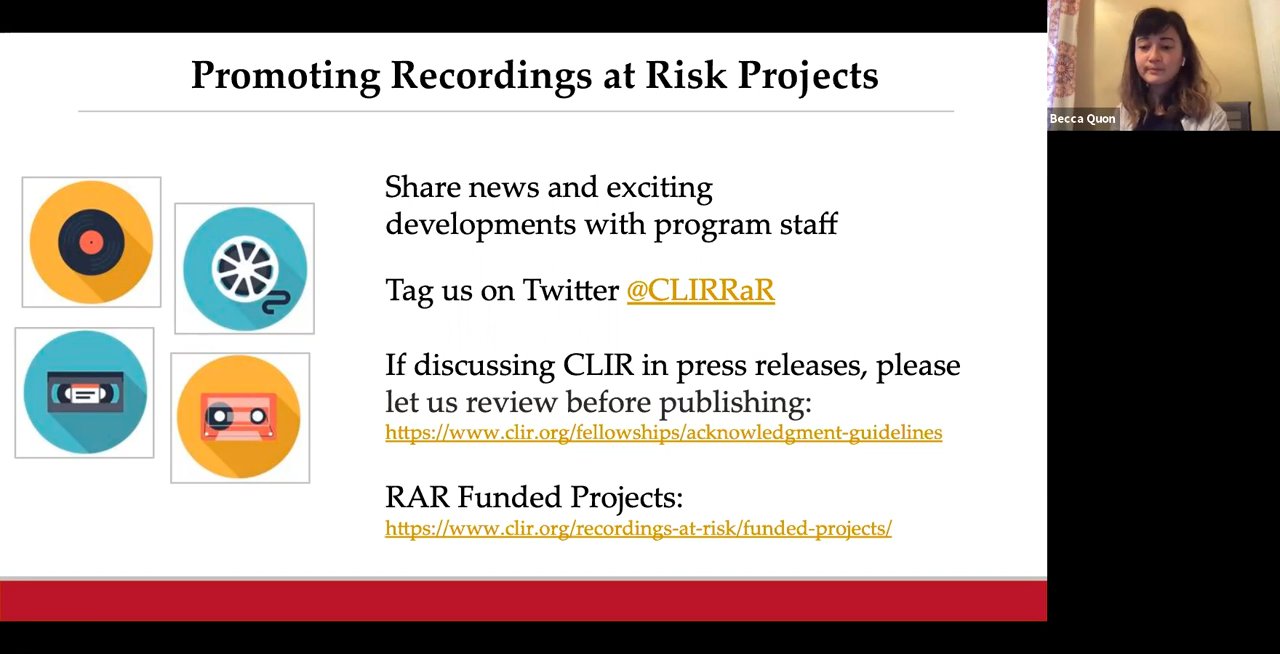 Promoting Recordings at Risk Projects
Becca Quon
Share news and exciting
developments with program staff
Tag us on Twitter @CLIRRaR
If discussing CLIR in press releases, please
let us review before publishing:
https://www.clir.org/fellowships/acknowledgment-guidelines
RAR Funded Projects:
https://www.clir.org/recordings-at-risk/funded-projects/